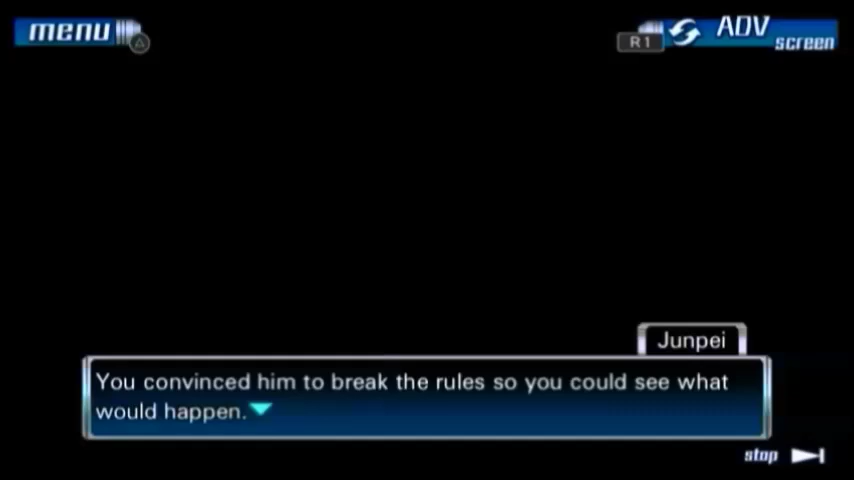 menu
R1
ADV
screen
Junpei
You convinced him to break the rules so you could see what
would happen.
stop